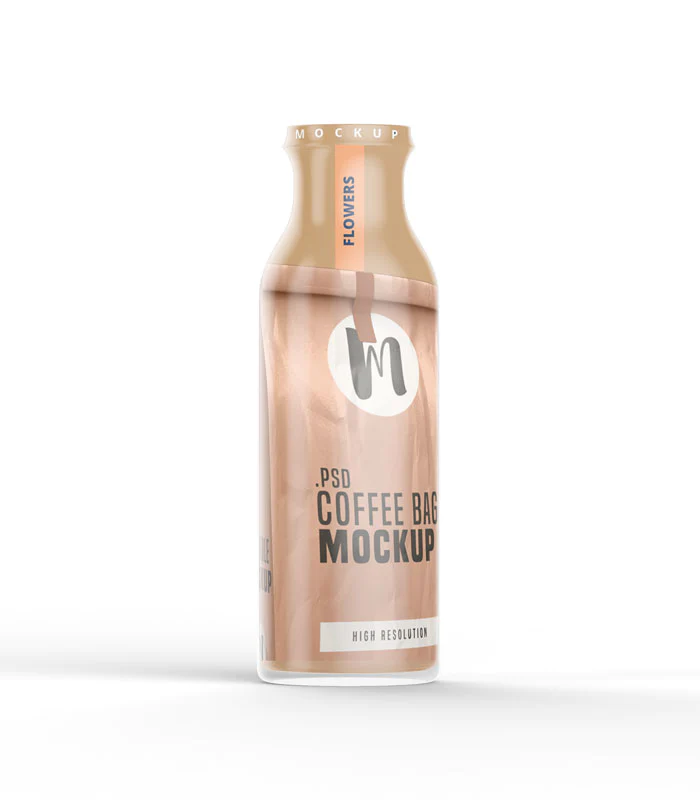 MOCKUP
FLOWERS
M
.PSD
COFFEE BAG
MOCKUP
HIGH RESOLUTION